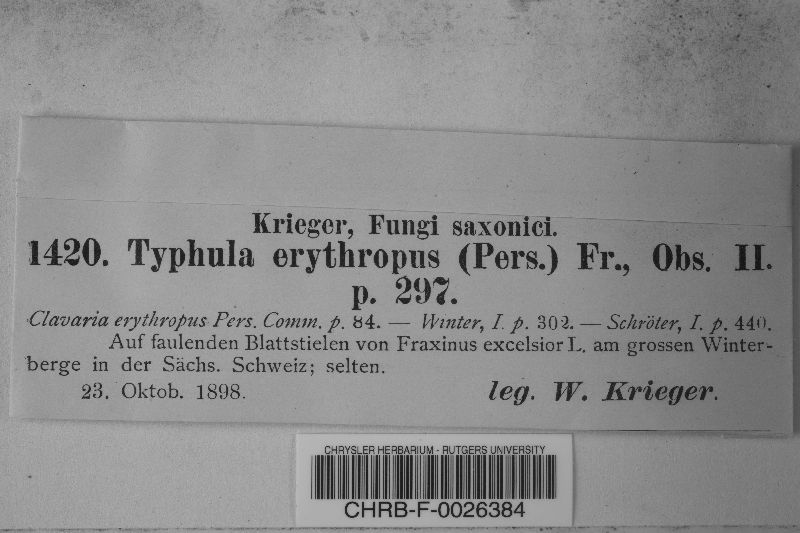 Krieger, Fungi saxonici.
1420. Typhula erythropus (Pers.) Fr., Obs. II.
p. 297.
Clavaria erythropus Pers. Comm. p. 84. — Winter, I. p. 302. — Schröter, I. p. 440.
Auf faulenden Blattstielen von Fraxinus excelsior L. am grossen Winter-
berge in der Sächs. Schweiz; selten.
23. Oktob. 1898. leg. W. Krieger.
CHRYSLER HERBARIUM - RUTGERS UNIVERSITY
CHRB-F-0026384